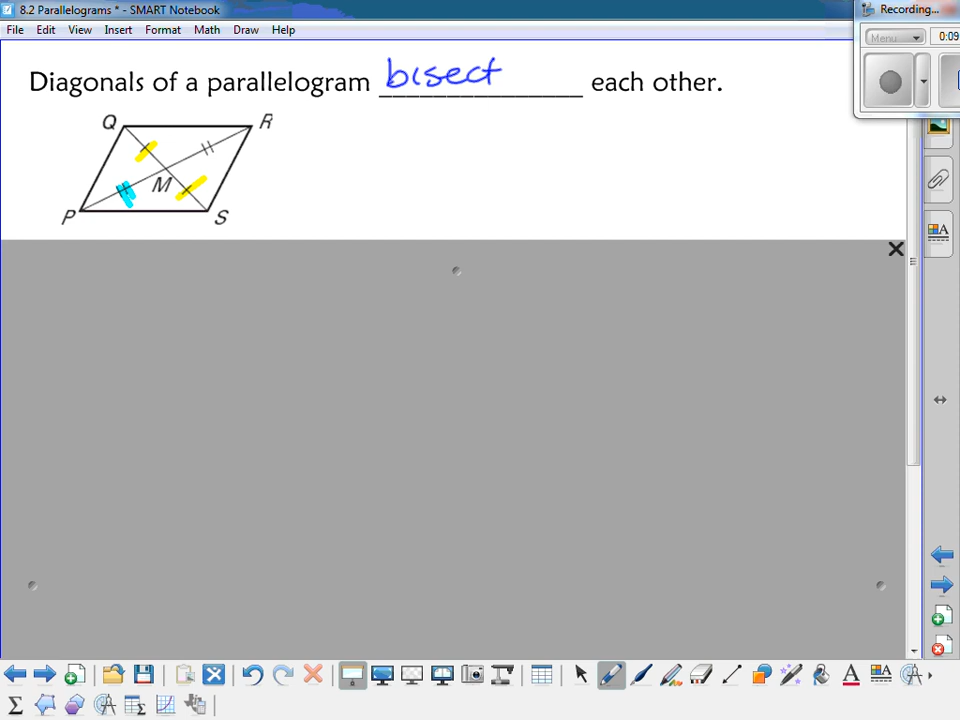 8.2 Parallelograms * - SMART Notebook
Recording...
File Edit View Insert Format Math Draw Help
Menu
0:09
Diagonals of a parallelogram bisect each other.
Q R
M
P S